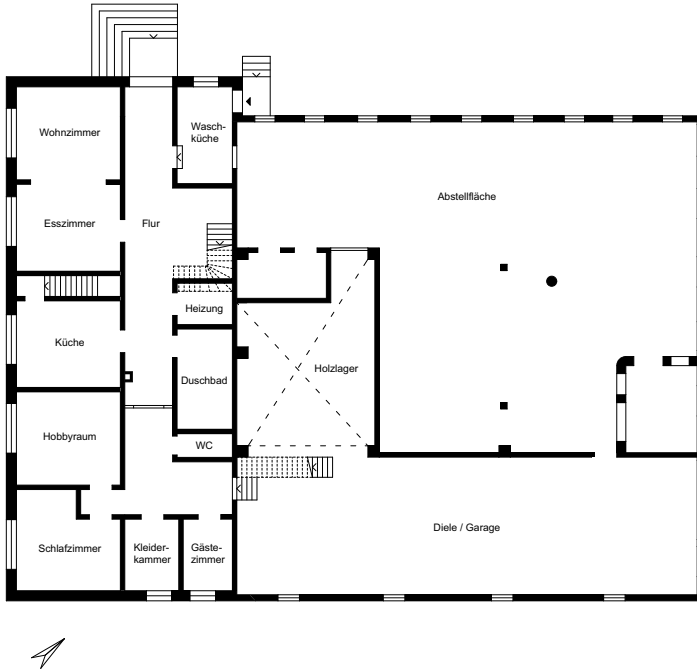 Wohnzimmer
Wasch-
küche
Abstellfläche
Esszimmer
Flur
Heizung
Küche
Holzlager
Duschbad
Hobbyraum
WC
Diele / Garage
Schlafzimmer
Kleider-
kammer
Gäste-
zimmer